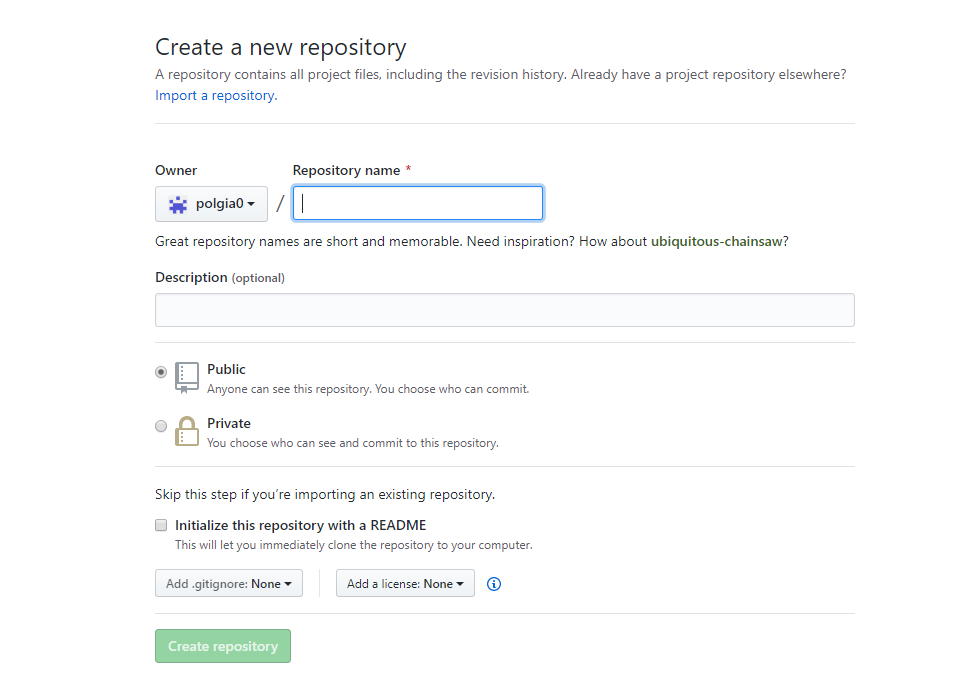 Create a new repository
A repository contains all project files, including the revision history. Already have a project repository elsewhere?
Import a repository.
Owner
Repository name *
polgia0
/
Great repository names are short and memorable. Need inspiration? How about ubiquitous-chainsaw?
Description (optional)
Public
Anyone can see this repository. You choose who can commit.
Private
You choose who can see and commit to this repository.
Skip this step if you’re importing an existing repository.
Initialize this repository with a README
This will let you immediately clone the repository to your computer.
Add .gitignore: None
Add a license: None
Create repository